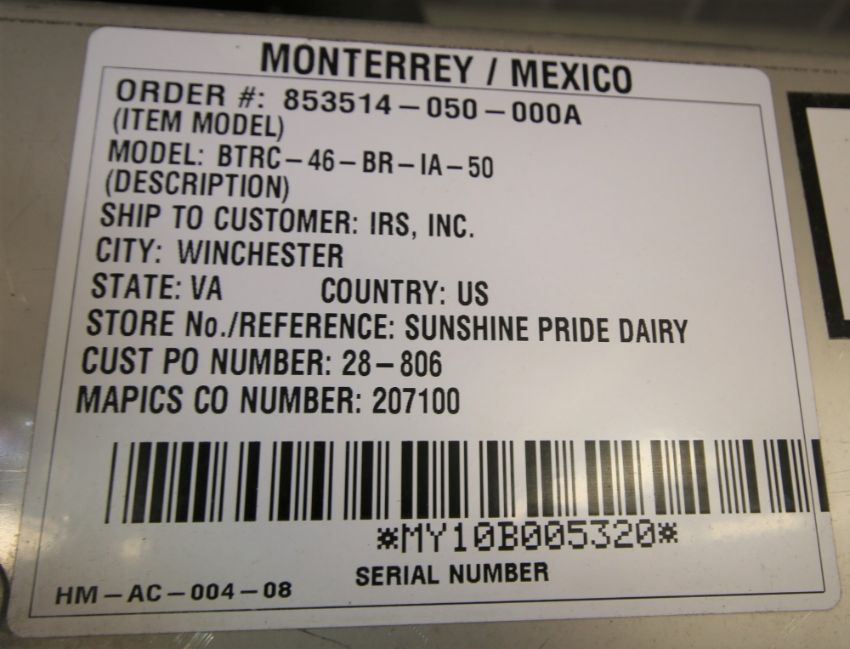 MONTERREY / MEXICO
ORDER #: 853514-050-000A
(ITEM MODEL)
MODEL: BTRC-46-BR-IA-50
(DESCRIPTION)
SHIP TO CUSTOMER: IRS, INC.
CITY: WINCHESTER
STATE: VA COUNTRY: US
STORE No./REFERENCE: SUNSHINE PRIDE DAIRY
CUST PO NUMBER: 28-806
MAPICS CO NUMBER: 207100
*MY10B005320*
SERIAL NUMBER
HM-AC-004-08